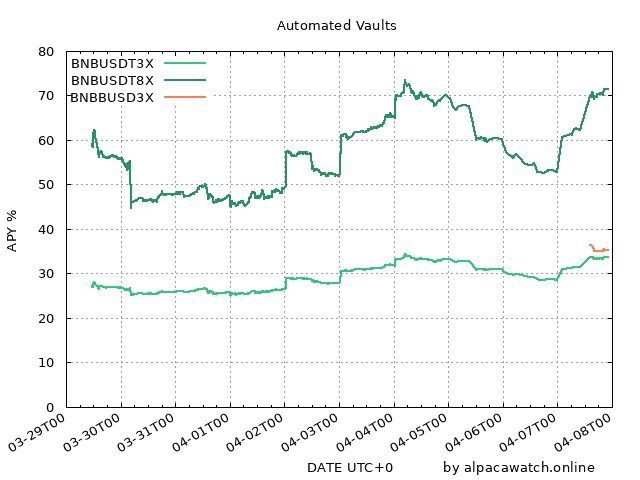 Automated Vaults
80
70
60
50
40
30
20
10
0
APY %
BNBUSDT3X
BNBUSDT8X
BNBBUSD3X
03-29T00
03-30T00
03-31T00
04-01T00
04-02T00
04-03T00
04-04T00
04-05T00
04-06T00
04-07T00
04-08T00
DATE UTC+0
by alpacawatch.online